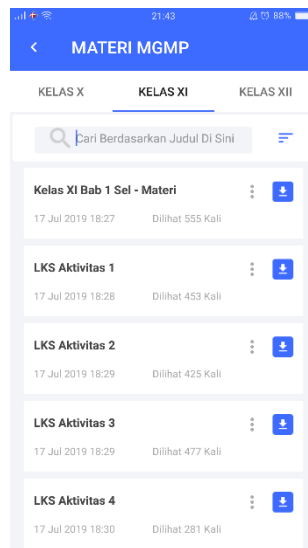 21:43
88%
MATERI MGMP
KELAS X
KELAS XI
KELAS XII
Cari Berdasarkan Judul Di Sini
Kelas XI Bab 1 Sel - Materi
17 Jul 2019 18:27 Dilihat 555 Kali
LKS Aktivitas 1
17 Jul 2019 18:28 Dilihat 453 Kali
LKS Aktivitas 2
17 Jul 2019 18:29 Dilihat 425 Kali
LKS Aktivitas 3
17 Jul 2019 18:29 Dilihat 477 Kali
LKS Aktivitas 4
17 Jul 2019 18:30 Dilihat 281 Kali